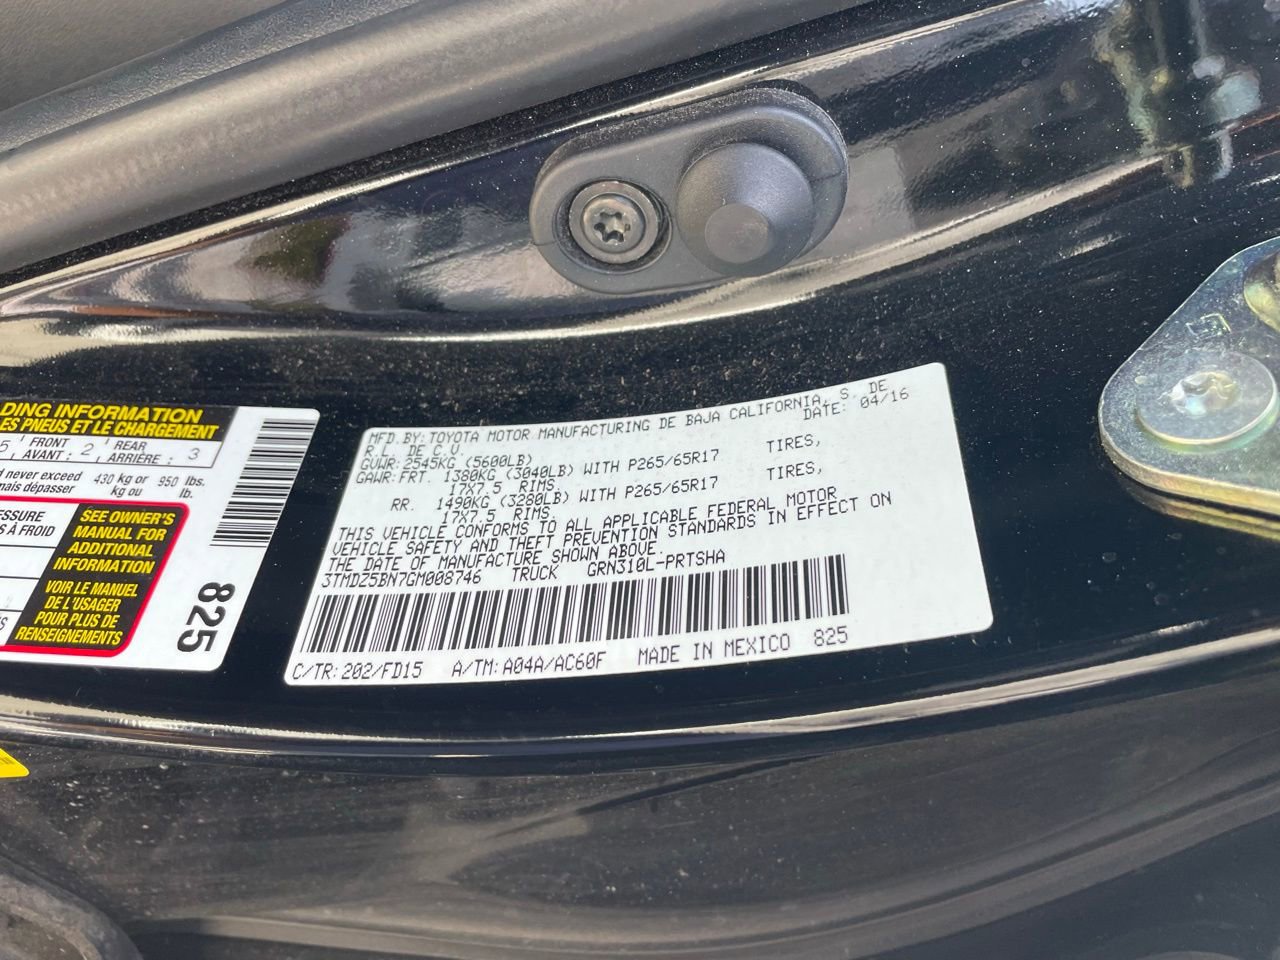 DING INFORMATION
LES PNEUS ET LE CHARGEMENT
5 FRONT AVANT : 2 REAR ARRIÈRE : 3
d never exceed 430 kg or 950 lbs.
mais dépasser kg ou lb.
ESSURE
S À FROID
SEE OWNER'S
MANUAL FOR
ADDITIONAL
INFORMATION
VOIR LE MANUEL
DE L'USAGER
POUR PLUS DE
RENSEIGNEMENTS
825
MFD.BY: TOYOTA MOTOR MANUFACTURING DE BAJA CALIFORNIA, S. DE
R.L. DE C.V. DATE: 04/16
GVWR: 2545KG (5600LB)
GAWR: FRT. 1380KG (3040LB) WITH P265/65R17 TIRES,
17X7.5 RIMS.
RR. 1490KG (3280LB) WITH P265/65R17 TIRES,
17X7.5 RIMS.
THIS VEHICLE CONFORMS TO ALL APPLICABLE FEDERAL MOTOR
VEHICLE SAFETY AND THEFT PREVENTION STANDARDS IN EFFECT ON
THE DATE OF MANUFACTURE SHOWN ABOVE.
3TMDZ5BN7GM008746 TRUCK GRN310L-PRTSHA
C/TR: 202/FD15 A/TM: A04A/AC60F MADE IN MEXICO 825